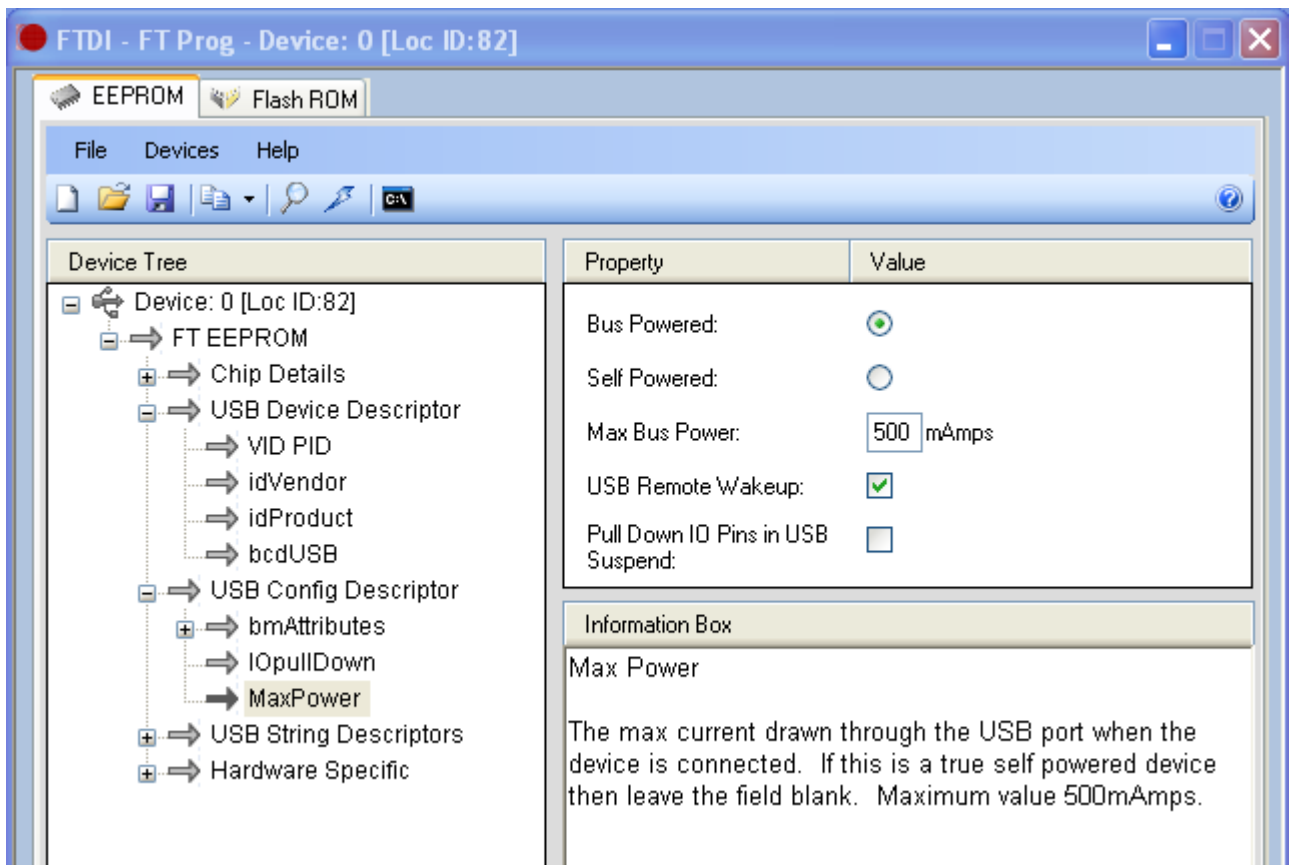 FTDI - FT Prog - Device: 0 [Loc ID:82]
EEPROM
Flash ROM
File Devices Help
C:\
Device Tree
Device: 0 [Loc ID:82]
FT EEPROM
Chip Details
USB Device Descriptor
VID PID
idVendor
idProduct
bcdUSB
USB Config Descriptor
bmAttributes
IOpullDown
MaxPower
USB String Descriptors
Hardware Specific
Property Value
Bus Powered:
Self Powered:
Max Bus Power: 500 mAmps
USB Remote Wakeup:
Pull Down IO Pins in USB
Suspend:
Information Box
Max Power
The max current drawn through the USB port when the
device is connected.  If this is a true self powered device
then leave the field blank.  Maximum value 500mAmps.